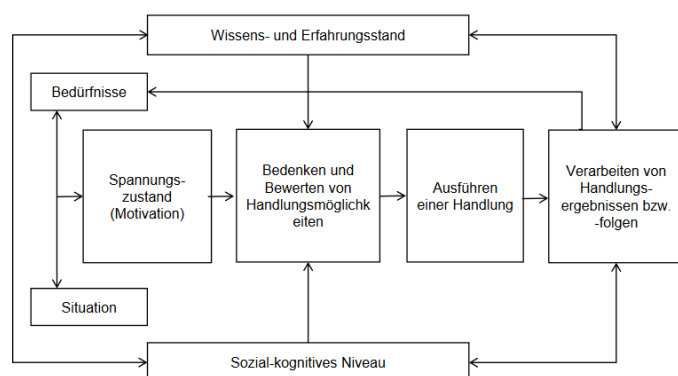 Wissens- und Erfahrungsstand
Bedürfnisse
Spannungs-
zustand
(Motivation)
Bedenken und
Bewerten von
Handlungsmöglichk
eiten
Ausführen
einer Handlung
Verarbeiten von
Handlungs-
ergebnissen bzw.
-folgen
Situation
Sozial-kognitives Niveau